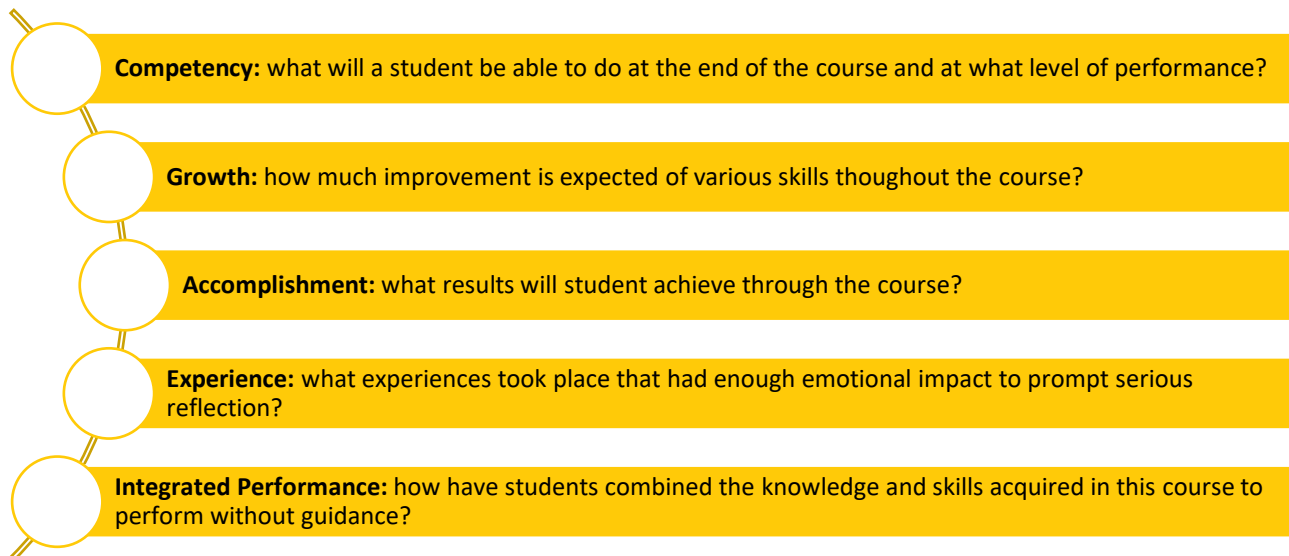 Competency: what will a student be able to do at the end of the course and at what level of performance?
Growth: how much improvement is expected of various skills thoughout the course?
Accomplishment: what results will student achieve through the course?
Experience: what experiences took place that had enough emotional impact to prompt serious
reflection?
Integrated Performance: how have students combined the knowledge and skills acquired in this course to
perform without guidance?